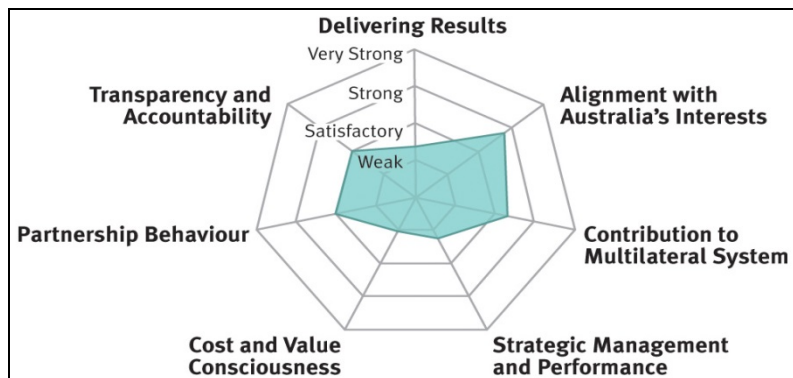 Delivering Results
Very Strong
Strong
Satisfactory
Weak
Alignment with
Australia's Interests
Contribution to
Multilateral System
Strategic Management
and Performance
Cost and Value
Consciousness
Partnership Behaviour
Transparency and
Accountability